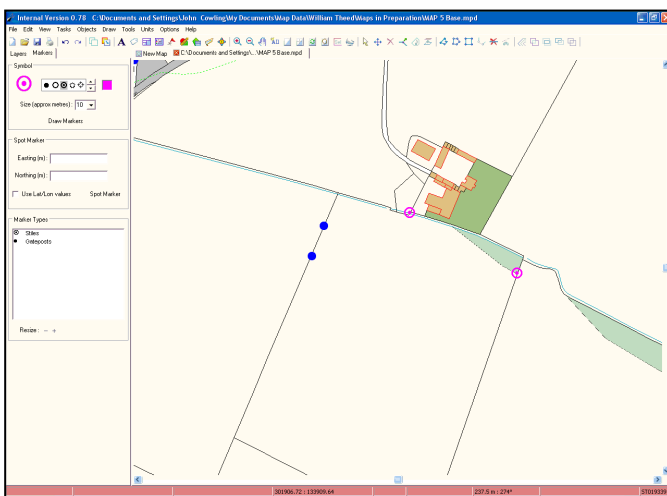 Internal Version 0.78 C:\Documents and Settings\John Cowling\My Documents\Map Data\William Theed\Maps in Preparation\MAP 5 Base.mpd
File Edit View Tasks Objects Draw Tools Units Options Help
Layers Markers
New Map C:\Documents and Settings\...\MAP 5 Base.mpd
Symbol
Size (approx metres): 10
Draw Markers
Spot Marker
Easting (m):
Northing (m):
Use Lat/Lon values Spot Marker
Marker Types
Stiles
Gateposts
Resize : − +
301906.72 : 133909.64 237.5 m : 274° ST019339